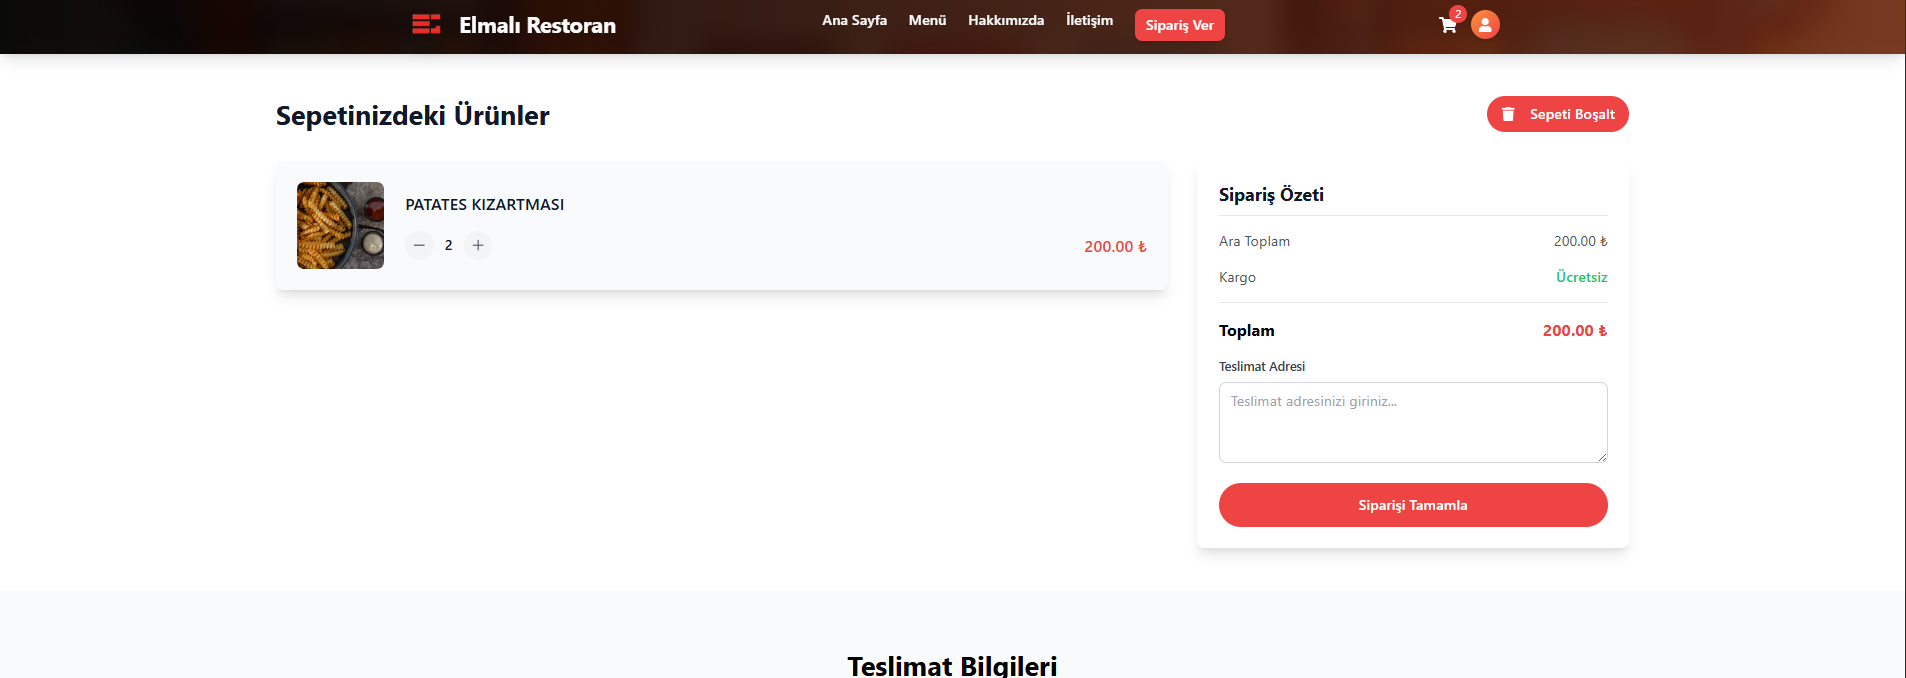 Elmalı Restoran
Ana Sayfa Menü Hakkımızda İletişim Sipariş Ver
2
Sepetinizdeki Ürünler
Sepeti Boşalt
PATATES KIZARTMASI
− 2 +
200.00 ₺
Sipariş Özeti
Ara Toplam 200.00 ₺
Kargo Ücretsiz
Toplam 200.00 ₺
Teslimat Adresi
Teslimat adresinizi giriniz...
Siparişi Tamamla
Teslimat Bilgileri